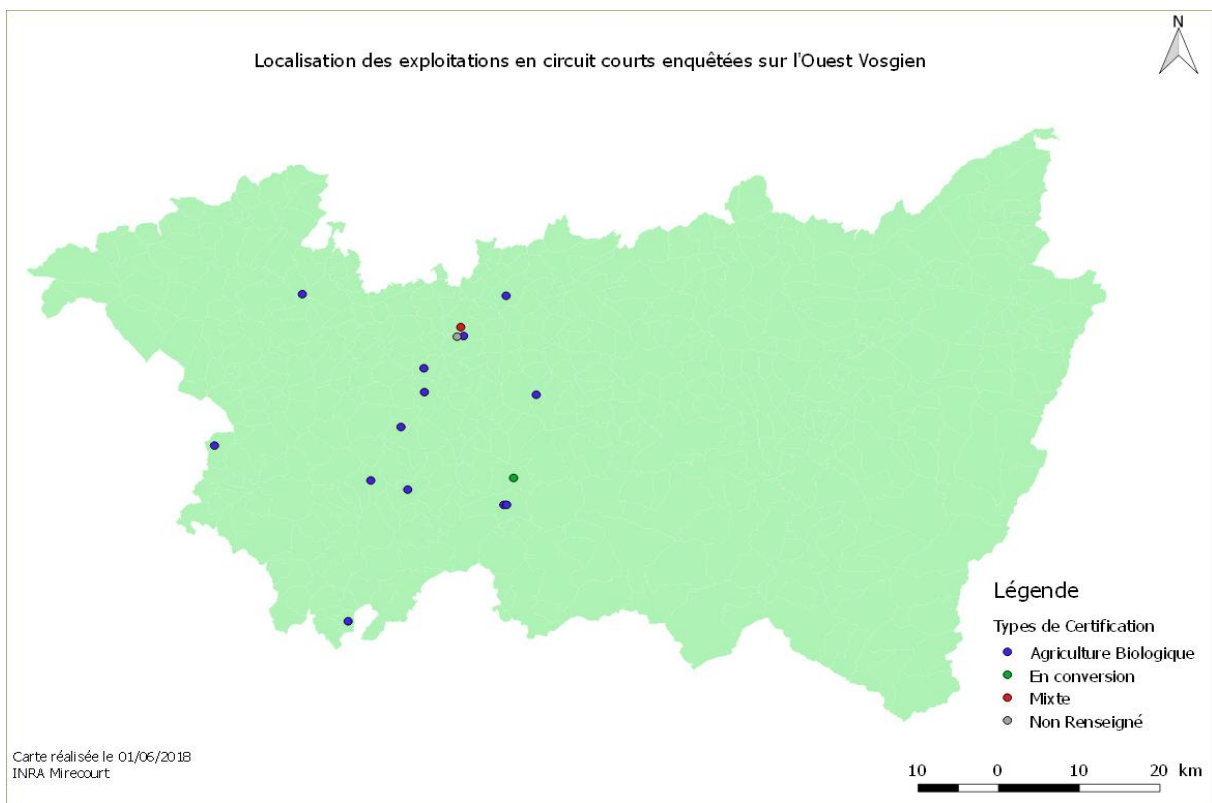 N
Localisation des exploitations en circuit courts enquêtées sur l'Ouest Vosgien
Légende
Types de Certification
Agriculture Biologique
En conversion
Mixte
Non Renseigné
Carte réalisée le 01/06/2018
INRA Mirecourt
10 0 10 20 km